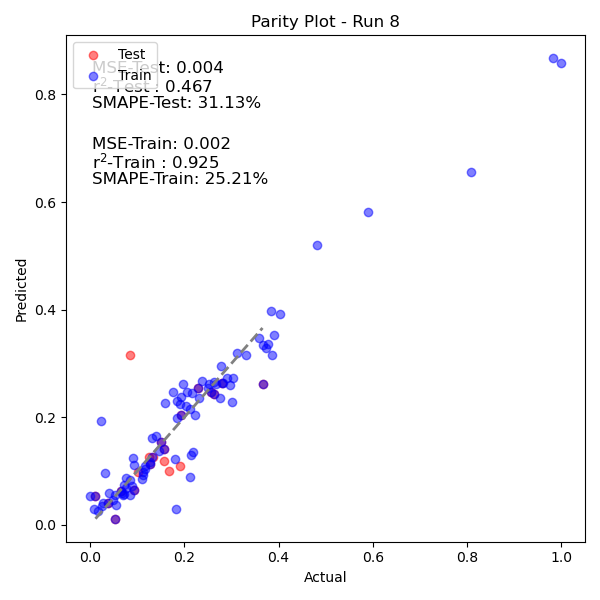 Parity Plot - Run 8
Test
Train
MSE-Test: 0.004
r²-Test : 0.467
SMAPE-Test: 31.13%
MSE-Train: 0.002
r²-Train : 0.925
SMAPE-Train: 25.21%
Predicted
0.8
0.6
0.4
0.2
0.0
0.0 0.2 0.4 0.6 0.8 1.0
Actual